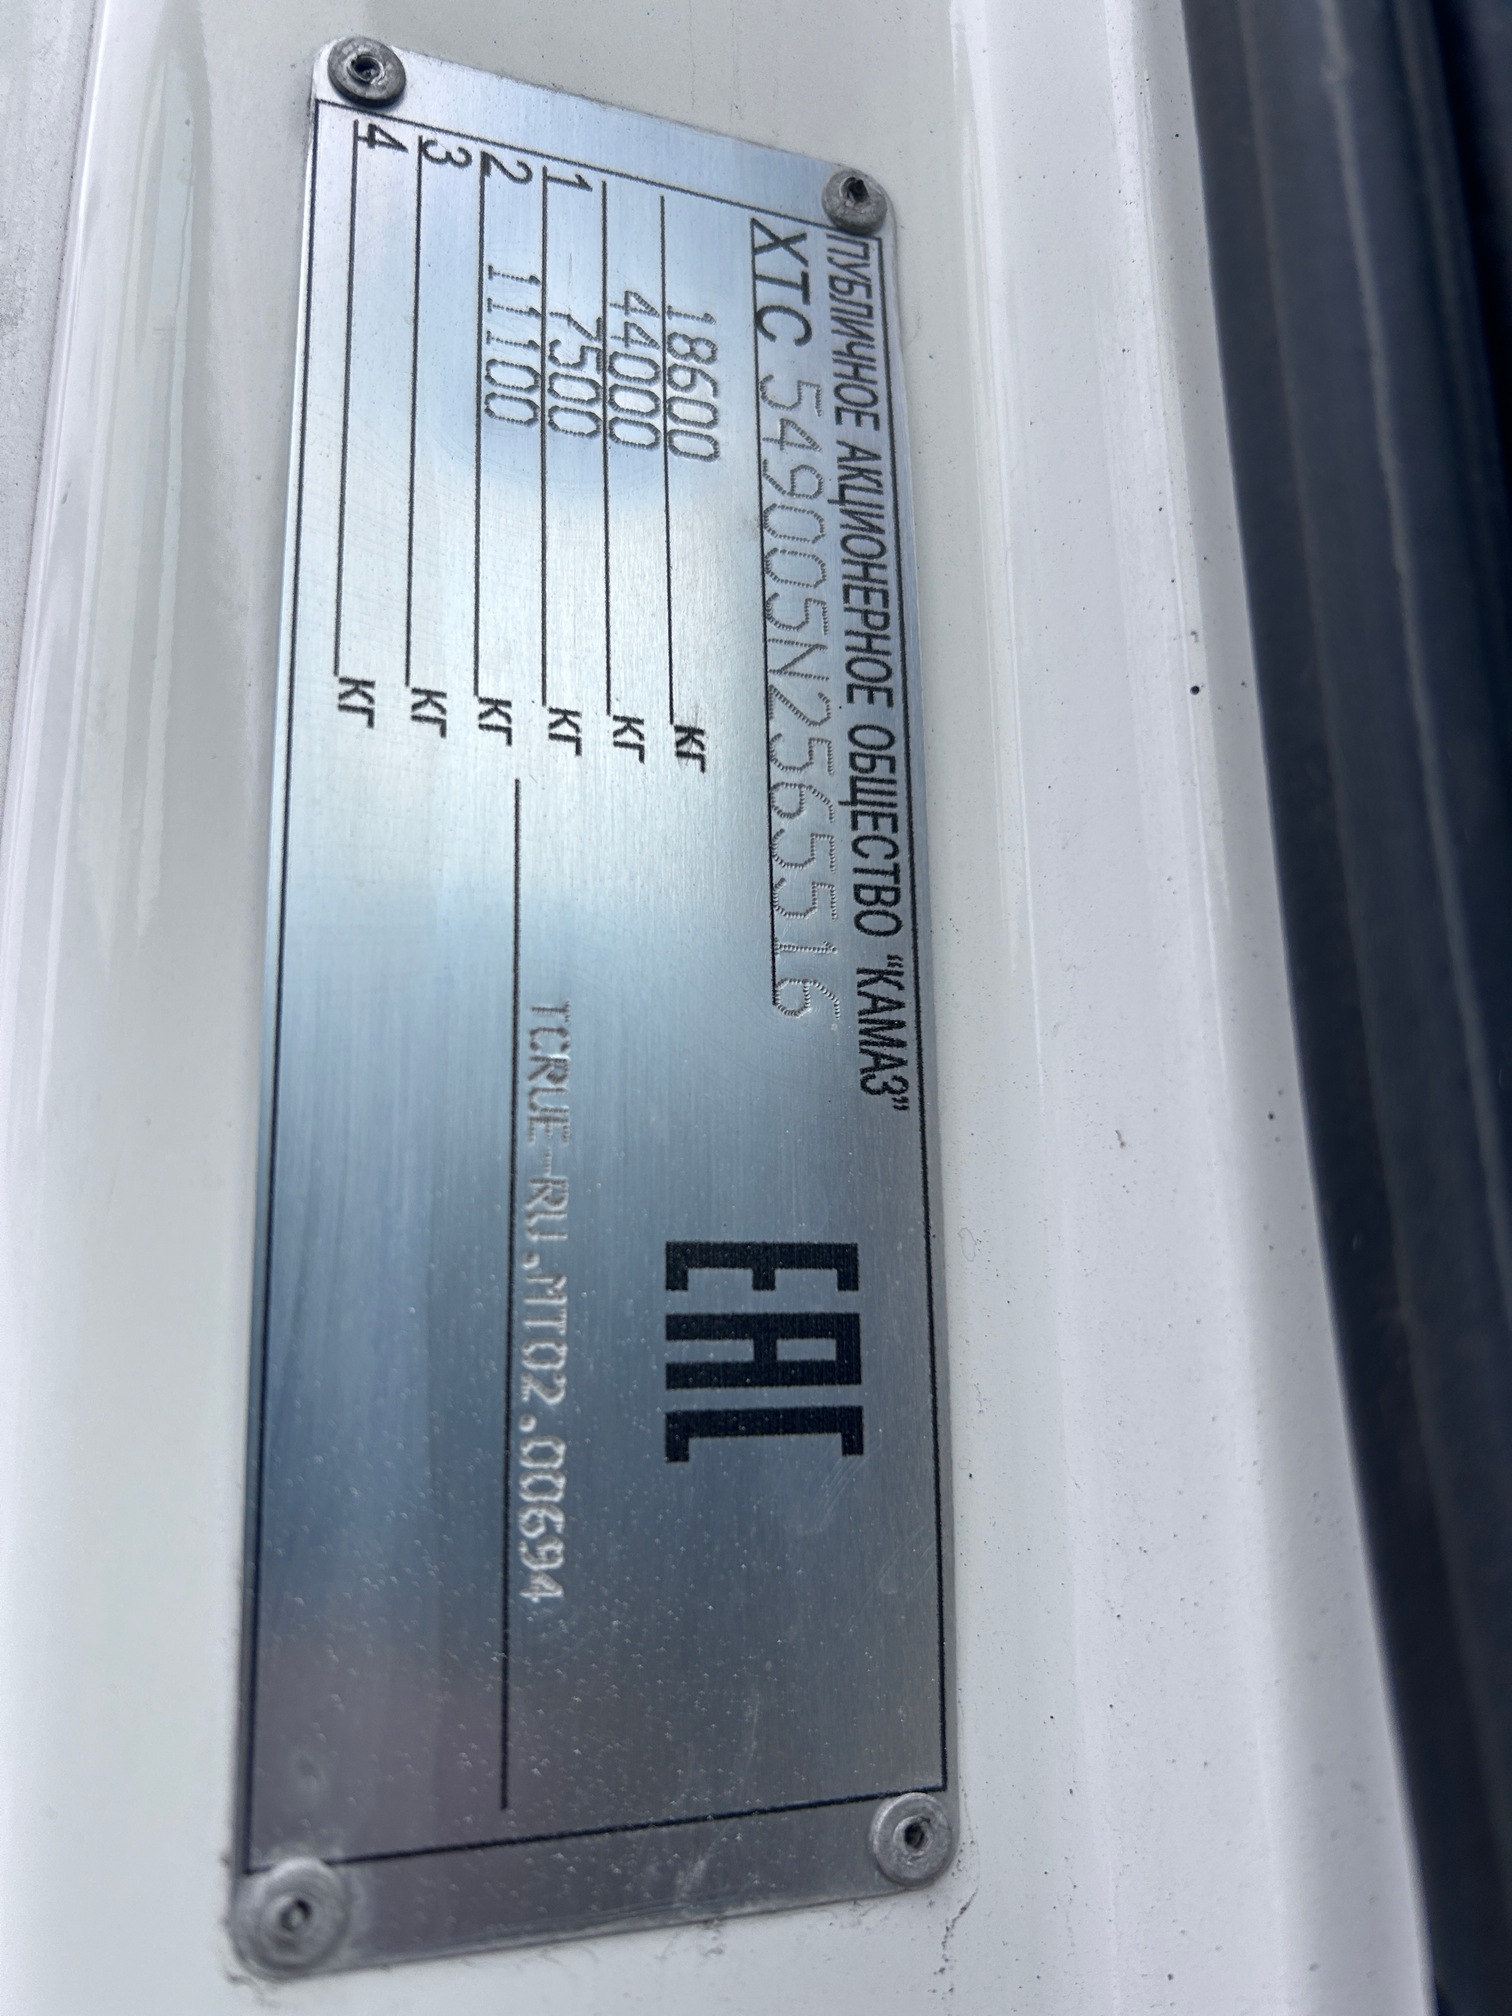 ПУБЛИЧНОЕ АКЦИОНЕРНОЕ ОБЩЕСТВО "КАМАЗ"
XTC 549005N2565516
EAC
18600 КГ
44000 КГ
1 7500 КГ
2 11100 КГ
TCRUE-RU.MT02.00694
3 КГ
4 КГ